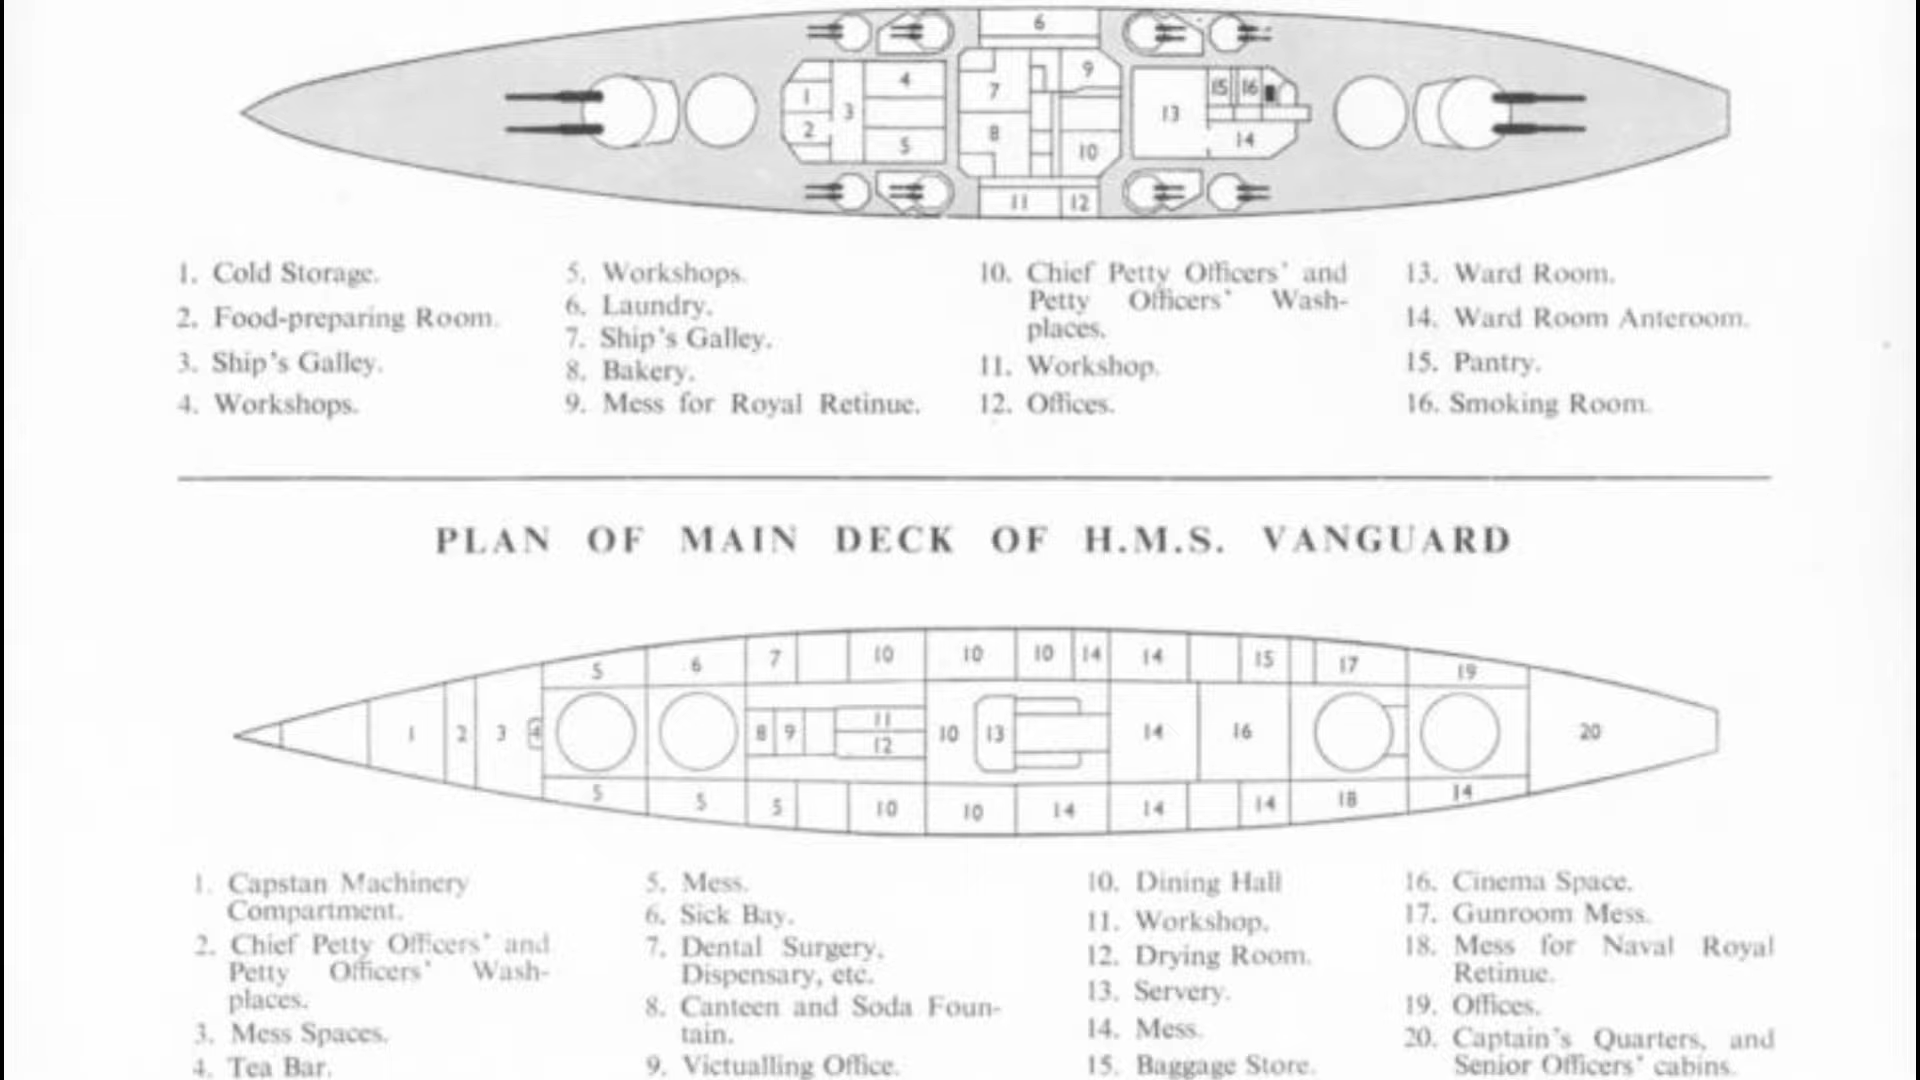 6
1
2
3
4
5
7
8
9
10
13
15
16
14
11
12
1. Cold Storage.
2. Food-preparing Room.
3. Ship's Galley.
4. Workshops.
5. Workshops.
6. Laundry.
7. Ship's Galley.
8. Bakery.
9. Mess for Royal Retinue.
10. Chief Petty Officers' and
Petty Officers' Wash-
places.
11. Workshop.
12. Offices.
13. Ward Room.
14. Ward Room Anteroom.
15. Pantry.
16. Smoking Room.
PLAN OF MAIN DECK OF H.M.S. VANGUARD
5 6 7 10 10 10 14 14 15 17 19
1 2 3 4 8 9 11 12 10 13 14 16 20
5 5 5 10 10 14 14 14 18 14
1. Capstan Machinery
Compartment.
2. Chief Petty Officers' and
Petty Officers' Wash-
places.
3. Mess Spaces.
4. Tea Bar.
5. Mess.
6. Sick Bay.
7. Dental Surgery,
Dispensary, etc.
8. Canteen and Soda Foun-
tain.
9. Victualling Office.
10. Dining Hall
11. Workshop.
12. Drying Room.
13. Servery.
14. Mess.
15. Baggage Store.
16. Cinema Space.
17. Gunroom Mess.
18. Mess for Naval Royal
Retinue.
19. Offices.
20. Captain's Quarters, and
Senior Officers' cabins.